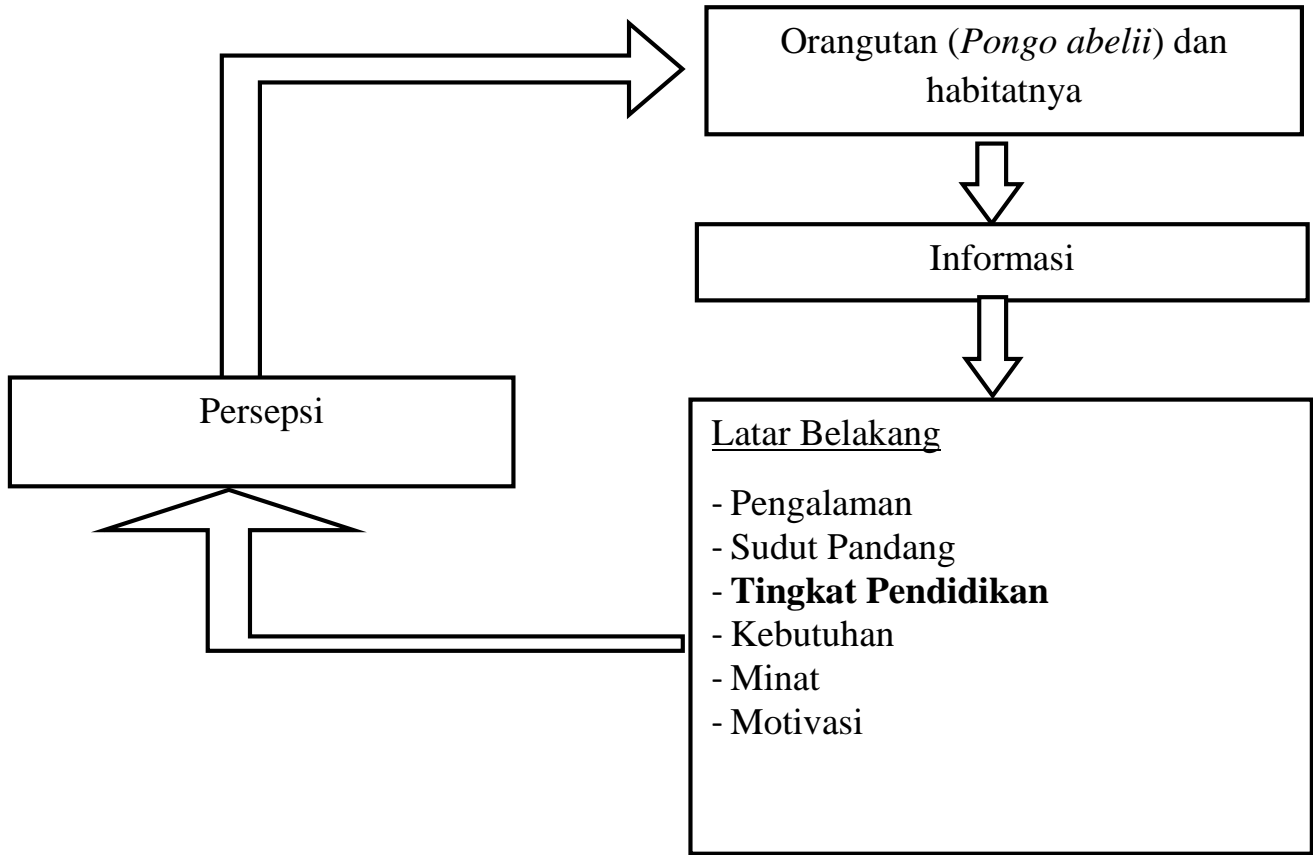 Orangutan (Pongo abelii) dan
habitatnya
Informasi
Persepsi
Latar Belakang
- Pengalaman
- Sudut Pandang
- Tingkat Pendidikan
- Kebutuhan
- Minat
- Motivasi